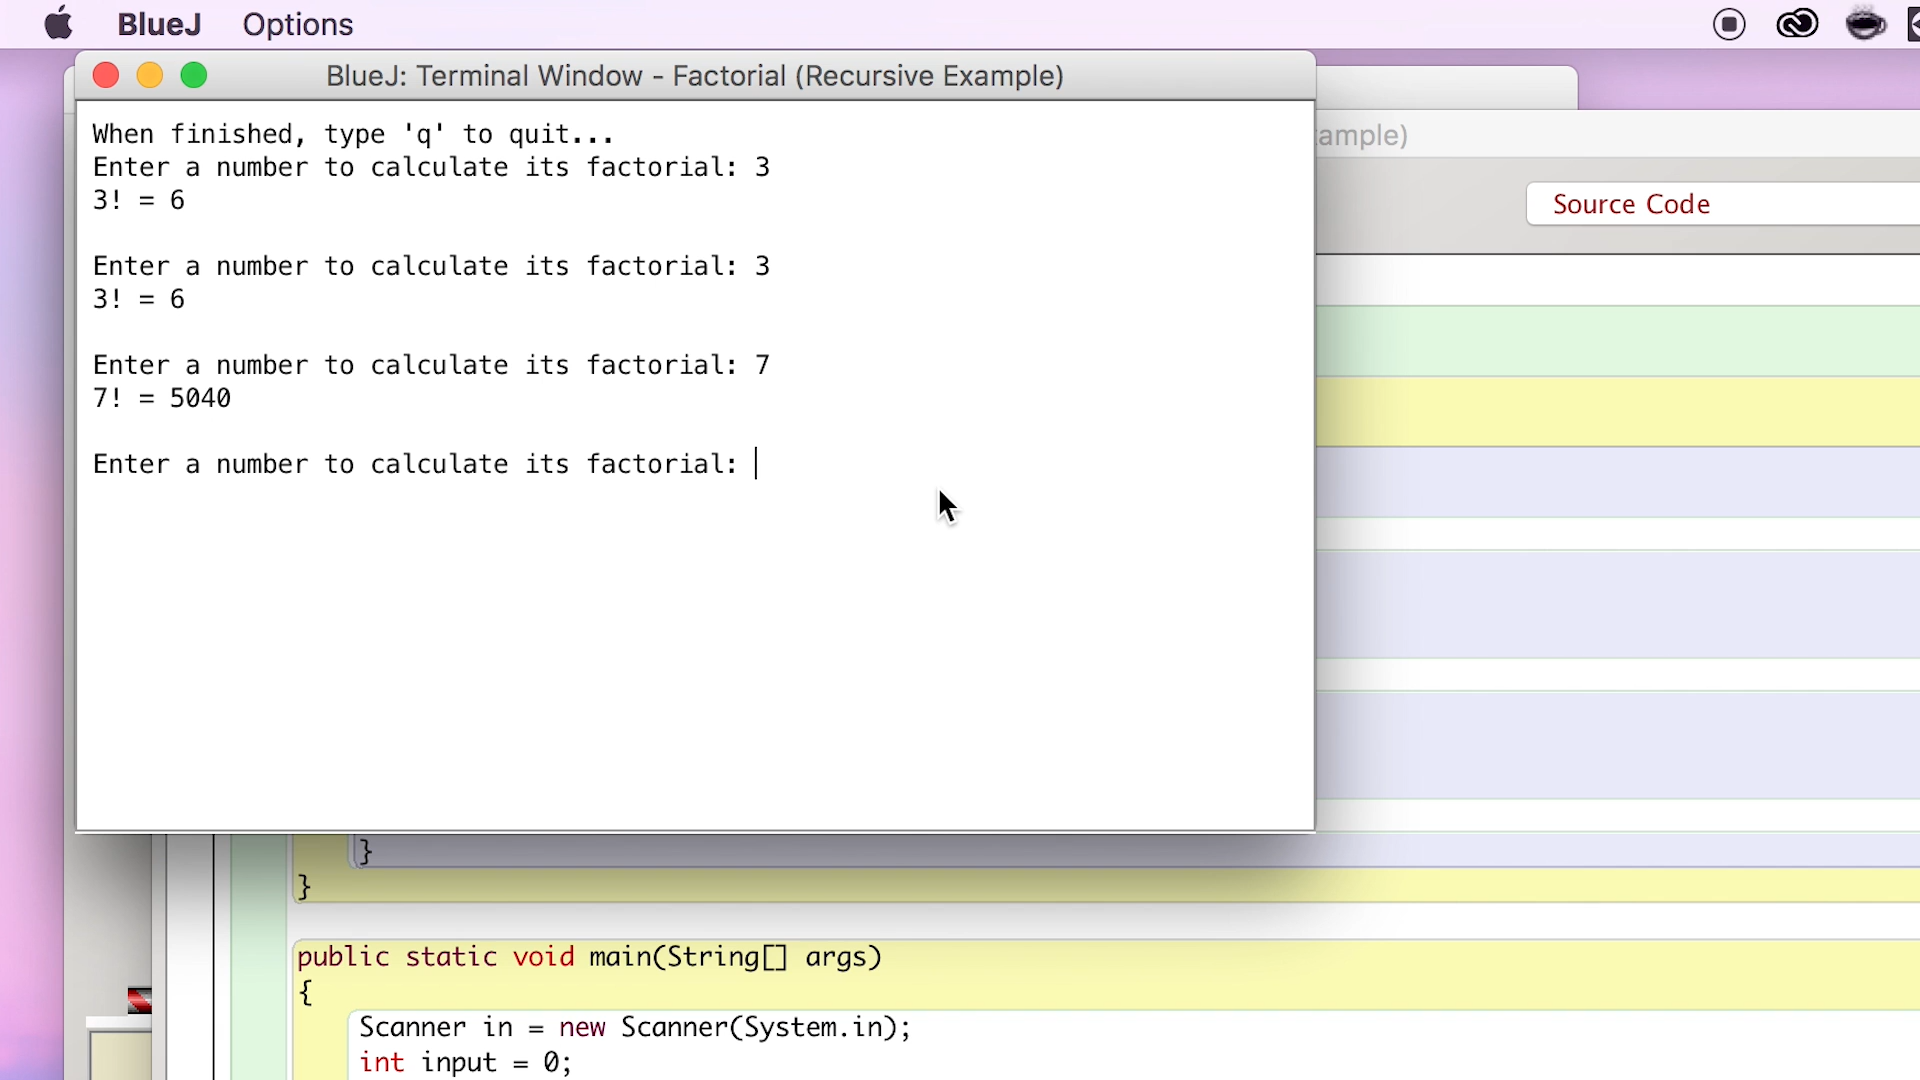 BlueJ Options
BlueJ: Terminal Window - Factorial (Recursive Example)
When finished, type 'q' to quit...
Enter a number to calculate its factorial: 3
3! = 6
Enter a number to calculate its factorial: 3
3! = 6
Enter a number to calculate its factorial: 7
7! = 5040
Enter a number to calculate its factorial:
ample)
Source Code
}
}
public static void main(String[] args)
{
Scanner in = new Scanner(System.in);
int input = 0;